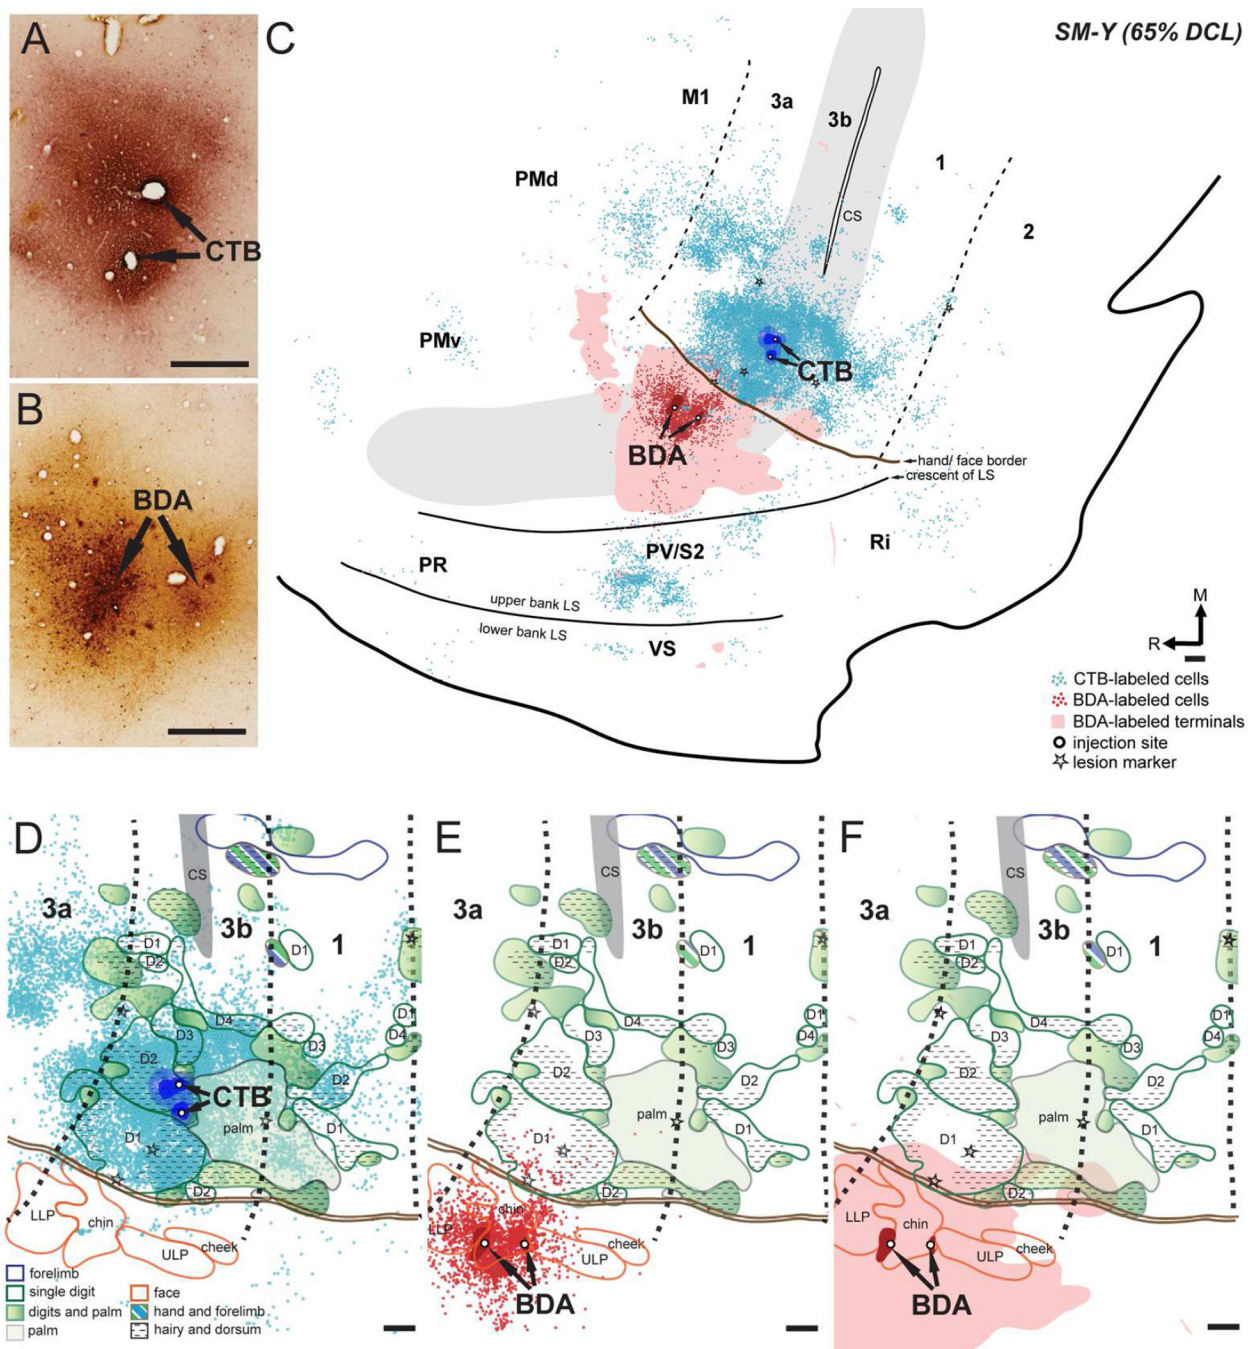 A
CTB
B
BDA
C
SM-Y (65% DCL)
M1
3a
3b
1
PMd
2
CS
PMv
CTB
BDA
hand/ face border
crescent of LS
PV/S2
Ri
PR
upper bank LS
lower bank LS
VS
M
R
CTB-labeled cells
BDA-labeled cells
BDA-labeled terminals
injection site
lesion marker
D
CS
3a
3b
1
D1
D1
D2
D1
D4
D3
D3
D4
D2
D2
CTB
D1
palm
D1
D2
LLP
chin
ULP
cheek
forelimb
single digit
digits and palm
palm
face
hand and forelimb
hairy and dorsum
E
CS
3a
3b
1
D1
D1
D2
D1
D4
D3
D3
D4
D2
D2
palm
D1
D1
D2
LLP
chin
ULP
cheek
BDA
F
CS
3a
3b
1
D1
D1
D2
D1
D4
D3
D3
D4
D2
D2
palm
D1
D1
D2
LLP
chin
ULP
cheek
BDA